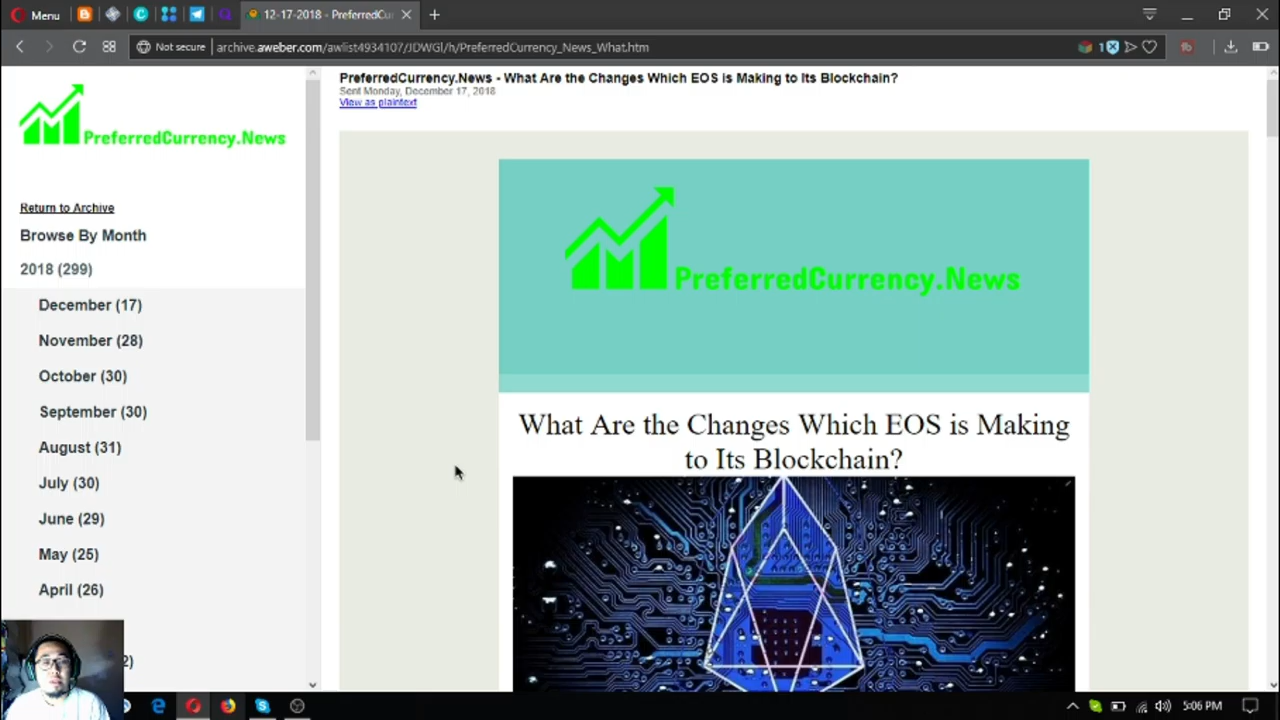 Menu
12-17-2018 - PreferredCur
Not secure
archive.aweber.com/awlist4934107/JDWGl/h/PreferredCurrency_News_What.htm
1
PreferredCurrency.News
Return to Archive
Browse By Month
2018 (299)
December (17)
November (28)
October (30)
September (30)
August (31)
July (30)
June (29)
May (25)
April (26)
2)
PreferredCurrency.News - What Are the Changes Which EOS is Making to Its Blockchain?
Sent Monday, December 17, 2018
View as plaintext
PreferredCurrency.News
What Are the Changes Which EOS is Making
to Its Blockchain?
5:06 PM